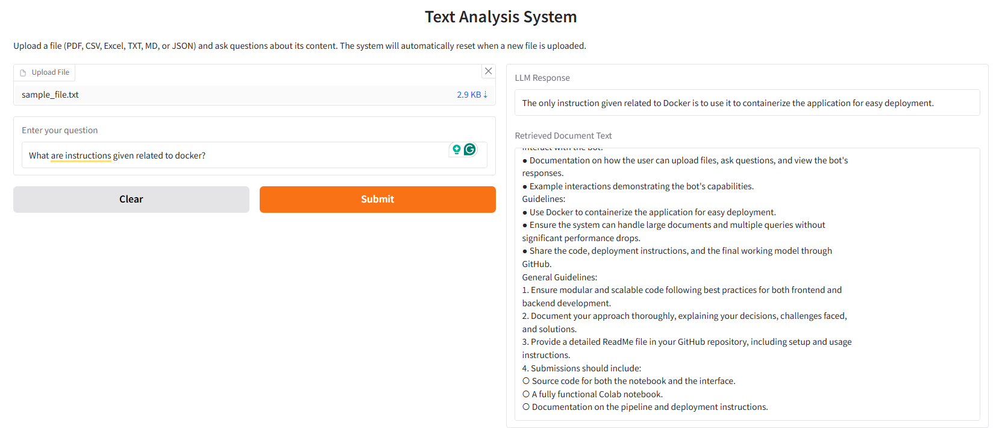 Text Analysis System
Upload a file (PDF, CSV, Excel, TXT, MD, or JSON) and ask questions about its content. The system will automatically reset when a new file is uploaded.
Upload File
sample_file.txt
2.9 KB ↓
Enter your question
What are instructions given related to docker?
Clear
Submit
LLM Response
The only instruction given related to Docker is to use it to containerize the application for easy deployment.
Retrieved Document Text
interact with the bot.
● Documentation on how the user can upload files, ask questions, and view the bot's
responses.
● Example interactions demonstrating the bot's capabilities.
Guidelines:
● Use Docker to containerize the application for easy deployment.
● Ensure the system can handle large documents and multiple queries without
significant performance drops.
● Share the code, deployment instructions, and the final working model through
GitHub.
General Guidelines:
1. Ensure modular and scalable code following best practices for both frontend and
backend development.
2. Document your approach thoroughly, explaining your decisions, challenges faced,
and solutions.
3. Provide a detailed ReadMe file in your GitHub repository, including setup and usage
instructions.
4. Submissions should include:
○ Source code for both the notebook and the interface.
○ A fully functional Colab notebook.
○ Documentation on the pipeline and deployment instructions.